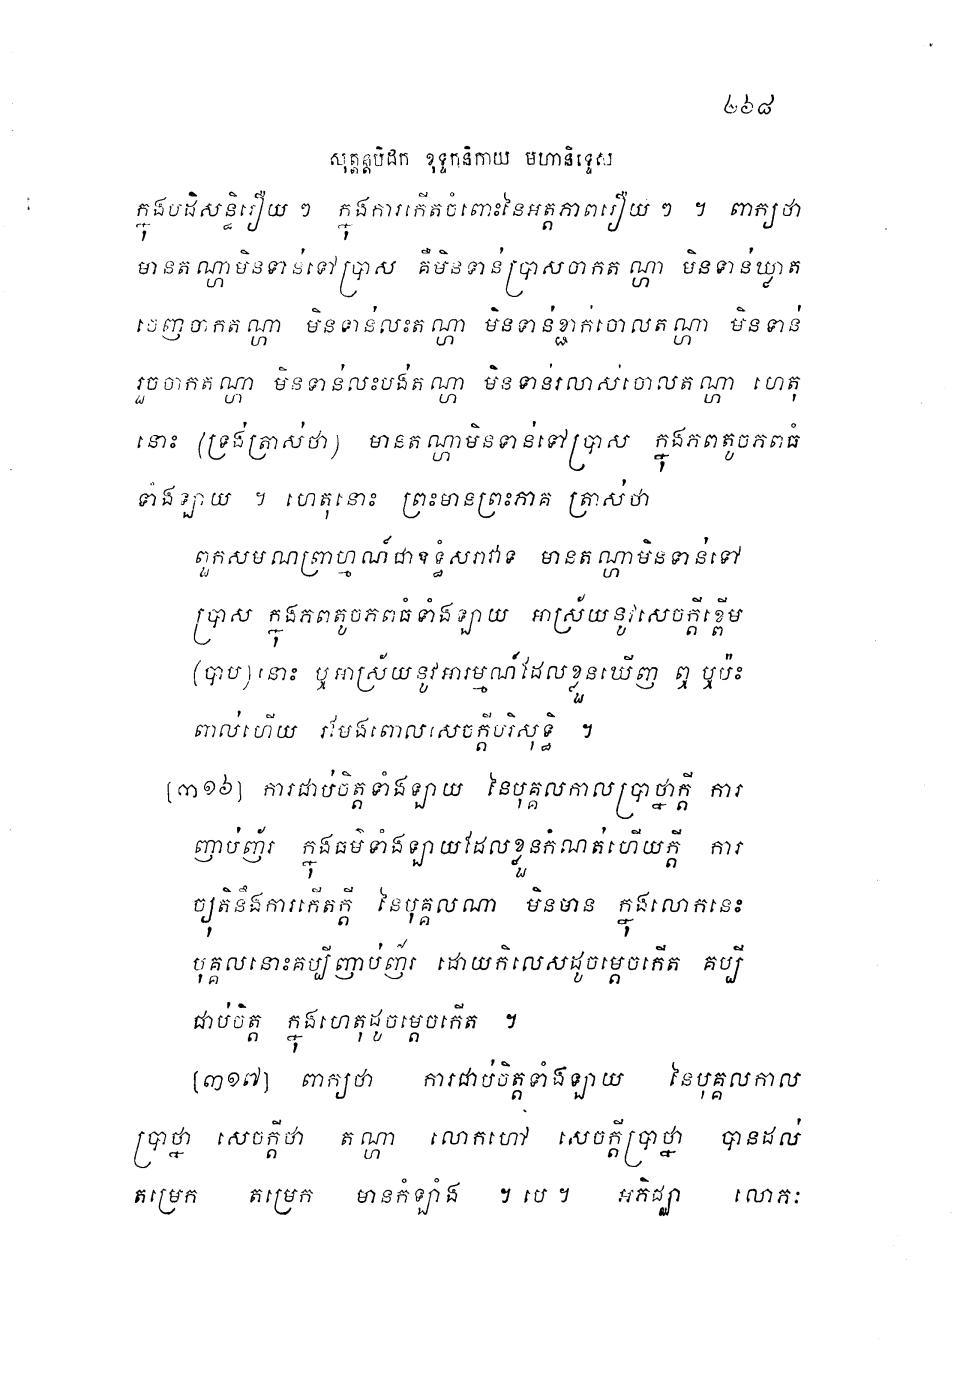 ២៦៨
សុត្តន្តបិដក ខុទ្ទកនិកាយ មហានិទ្ទេស
ក្នុងបដិសន្ធិរឿយ ៗ ក្នុងការកើតចំពោះនៃអត្តភាពរឿយ ៗ ។ ពាក្យថា
មានតណ្ហាមិនទាន់ទៅប្រាស គឺមិនទាន់ប្រាសចាកតណ្ហា មិនទាន់ឃ្លាត
ចេញចាកតណ្ហា មិនទាន់លះតណ្ហា មិនទាន់ខ្ជាក់ចោលតណ្ហា មិនទាន់
រួចចាកតណ្ហា មិនទាន់លះបង់តណ្ហា មិនទាន់រលាស់ចោលតណ្ហា ហេតុ
នោះ (ទ្រង់ត្រាស់ថា) មានតណ្ហាមិនទាន់ទៅប្រាស ក្នុងភពតូចភពធំ
ទាំងឡាយ ។ ហេតុនោះ ព្រះមានព្រះភាគ ត្រាស់ថា
ពួកសមណព្រាហ្មណ៍ជាឧទ្ធំសរាវាទ មានតណ្ហាមិនទាន់ទៅ
ប្រាស ក្នុងភពតូចភពធំទាំងឡាយ អាស្រ័យនូវសេចក្តីខ្ពើម
(បាប) នោះ ឬអាស្រ័យនូវអារម្មណ៍ដែលខ្លួនឃើញ ឮ ឬប៉ះ
ពាល់ហើយ រមែងពោលសេចក្តីបរិសុទ្ធិ ។
[៣១៦] ការជាប់ចិត្តទាំងឡាយ នៃបុគ្គលកាលប្រាថ្នាក្តី ការ
ញាប់ញ័រ ក្នុងធម៌ទាំងឡាយដែលខ្លួនកំណត់ហើយក្តី ការ
ច្យុតិនឹងការកើតក្តី នៃបុគ្គលណា មិនមាន ក្នុងលោកនេះ
បុគ្គលនោះគប្បីញាប់ញ័រ ដោយកិលេសដូចម្តេចកើត គប្បី
ជាប់ចិត្ត ក្នុងហេតុដូចម្តេចកើត ។
[៣១៧] ពាក្យថា ការជាប់ចិត្តទាំងឡាយ នៃបុគ្គលកាល
ប្រាថ្នា សេចក្តីថា តណ្ហា លោកហៅ សេចក្តីប្រាថ្នា បានដល់
តម្រេក តម្រេក មានកំឡាំង ។ បេ ។ អភិជ្ឈា លោភៈ